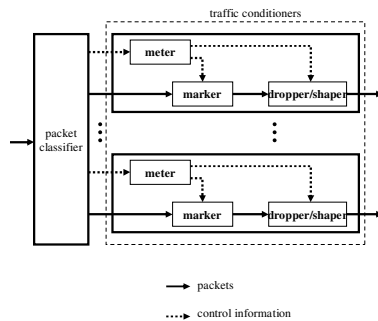 traffic conditioners
meter
marker
dropper/shaper
packet
classifier
meter
marker
dropper/shaper
packets
control information